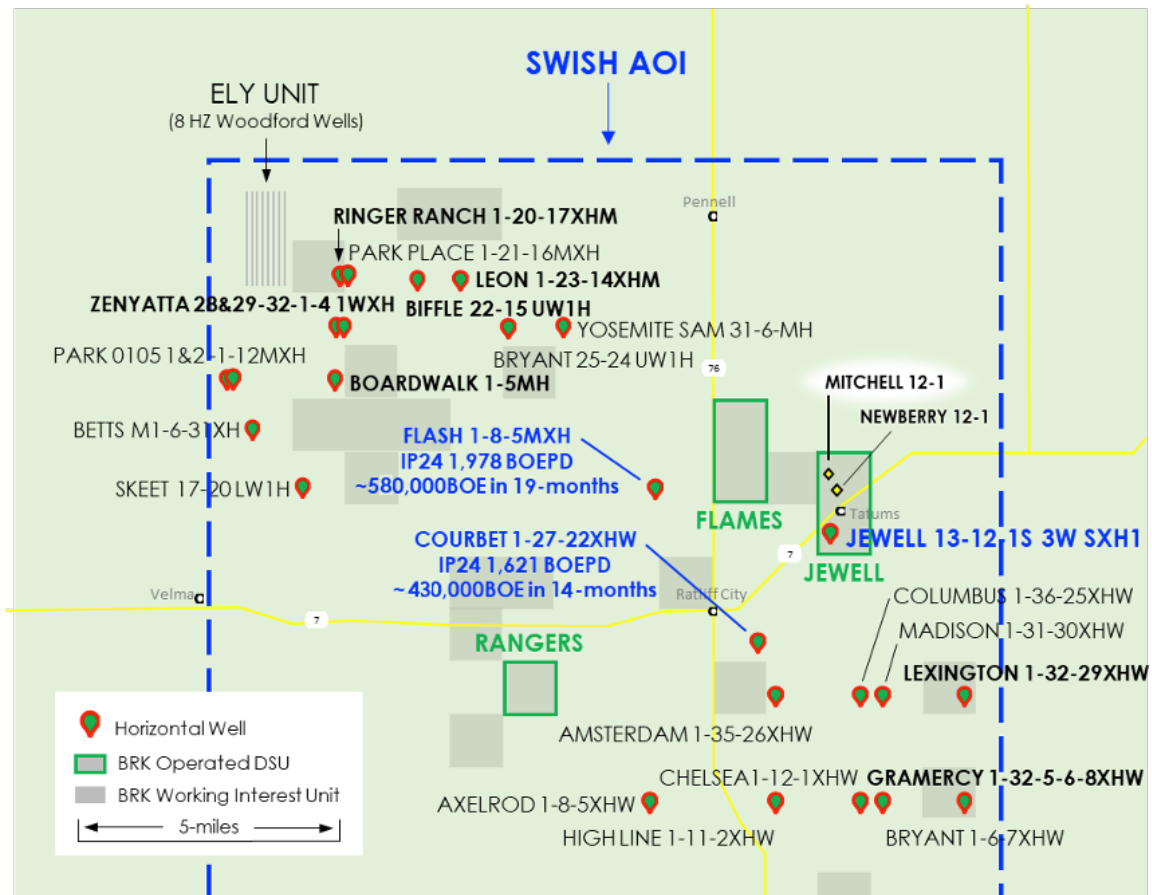 SWISH AOI
ELY UNIT
(8 HZ Woodford Wells)
Pennell
RINGER RANCH 1-20-17XHM
PARK PLACE 1-21-16MXH
LEON 1-23-14XHM
ZENYATTA 28&29-32-1-4 1WXH
BIFFLE 22-15 UW1H
YOSEMITE SAM 31-6-MH
PARK 0105 1&2-1-12MXH
BRYANT 25-24 UW1H
76
BOARDWALK 1-5MH
MITCHELL 12-1
NEWBERRY 12-1
BETTS M1-6-31XH
FLASH 1-8-5MXH
IP24 1,978 BOEPD
~580,000BOE in 19-months
SKEET 17-20 LW1H
FLAMES
Tatums
JEWELL 13-12-1S 3W SXH1
COURBET 1-27-22XHW
IP24 1,621 BOEPD
~430,000BOE in 14-months
7
JEWELL
Velma
Ratliff City
COLUMBUS 1-36-25XHW
7
MADISON 1-31-30XHW
RANGERS
LEXINGTON 1-32-29XHW
Horizontal Well
AMSTERDAM 1-35-26XHW
BRK Operated DSU
CHELSEA1-12-1XHW
GRAMERCY 1-32-5-6-8XHW
BRK Working Interest Unit
AXELROD 1-8-5XHW
5-miles
HIGH LINE 1-11-2XHW
BRYANT 1-6-7XHW